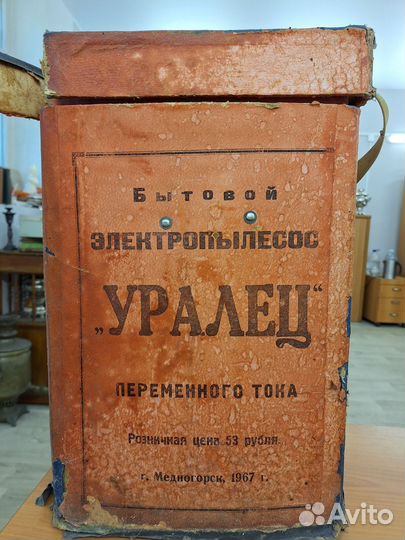 Бытовой
ЭЛЕКТРОПЫЛЕСОС
„УРАЛЕЦ“
ПЕРЕМЕННОГО ТОКА
Розничная цена 53 рубля.
г. Медногорск, 1967 г.
Avito